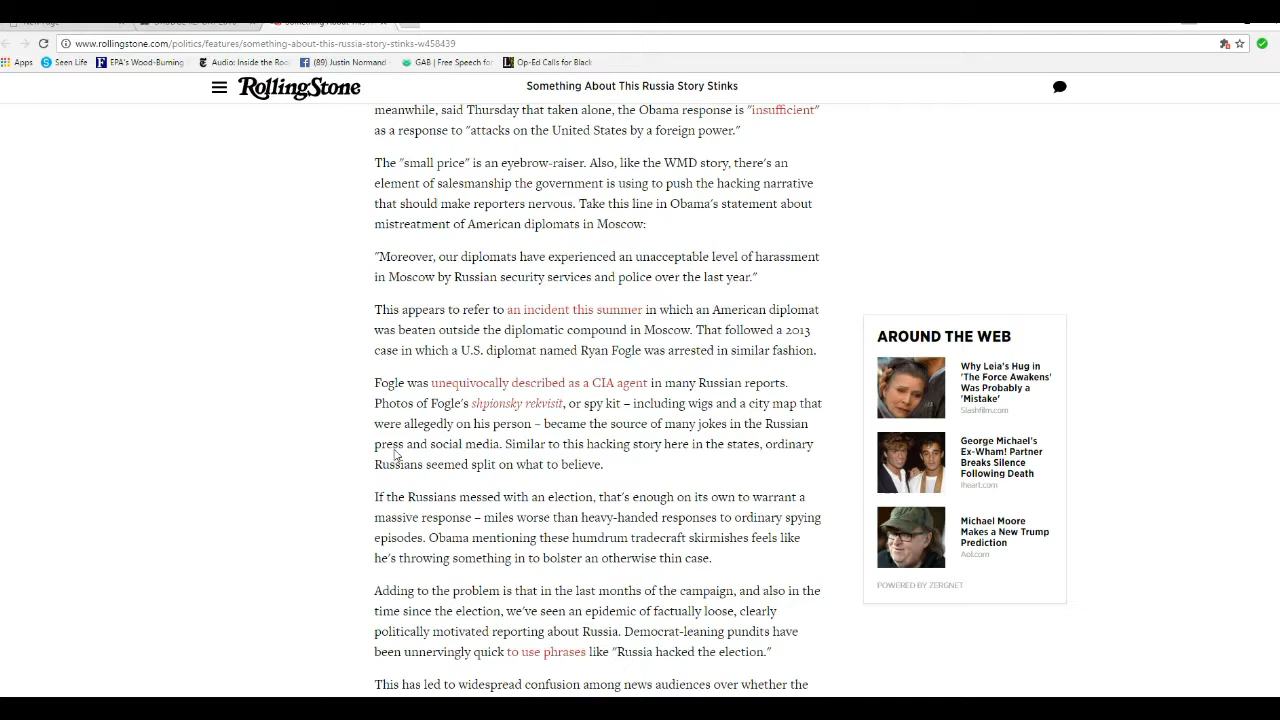 Something About This
www.rollingstone.com/politics/features/something-about-this-russia-story-stinks-w458439
Apps
Seen Life
EPA's Wood-Burning
Audio: Inside the Roo
(89) Justin Normand
GAB | Free Speech for
Op-Ed Calls for Black
RollingStone
Something About This Russia Story Stinks
meanwhile, said Thursday that taken alone, the Obama response is "insufficient"
as a response to "attacks on the United States by a foreign power."
The "small price" is an eyebrow-raiser. Also, like the WMD story, there's an
element of salesmanship the government is using to push the hacking narrative
that should make reporters nervous. Take this line in Obama's statement about
mistreatment of American diplomats in Moscow:
"Moreover, our diplomats have experienced an unacceptable level of harassment
in Moscow by Russian security services and police over the last year."
This appears to refer to an incident this summer in which an American diplomat
was beaten outside the diplomatic compound in Moscow. That followed a 2013
case in which a U.S. diplomat named Ryan Fogle was arrested in similar fashion.
Fogle was unequivocally described as a CIA agent in many Russian reports.
Photos of Fogle's shpionsky rekvisit, or spy kit – including wigs and a city map that
were allegedly on his person – became the source of many jokes in the Russian
press and social media. Similar to this hacking story here in the states, ordinary
Russians seemed split on what to believe.
If the Russians messed with an election, that's enough on its own to warrant a
massive response – miles worse than heavy-handed responses to ordinary spying
episodes. Obama mentioning these humdrum tradecraft skirmishes feels like
he's throwing something in to bolster an otherwise thin case.
Adding to the problem is that in the last months of the campaign, and also in the
time since the election, we've seen an epidemic of factually loose, clearly
politically motivated reporting about Russia. Democrat-leaning pundits have
been unnervingly quick to use phrases like "Russia hacked the election."
This has led to widespread confusion among news audiences over whether the
AROUND THE WEB
Why Leia's Hug in
'The Force Awakens'
Was Probably a
'Mistake'
Slashfilm.com
George Michael's
Ex-Wham! Partner
Breaks Silence
Following Death
Iheart.com
Michael Moore
Makes a New Trump
Prediction
Aol.com
POWERED BY ZERGNET